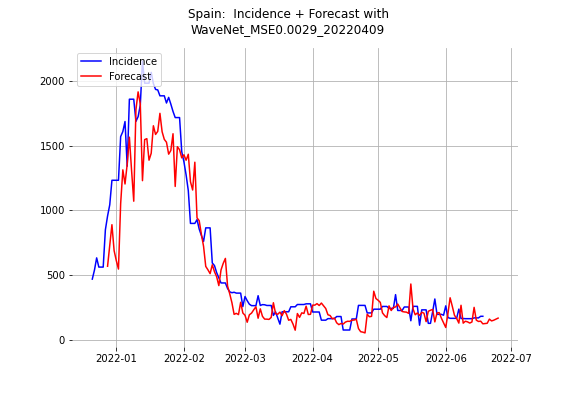 Spain:  Incidence + Forecast with
WaveNet_MSE0.0029_20220409
Incidence
Forecast
2000
1500
1000
500
0
2022-01 2022-02 2022-03 2022-04 2022-05 2022-06 2022-07